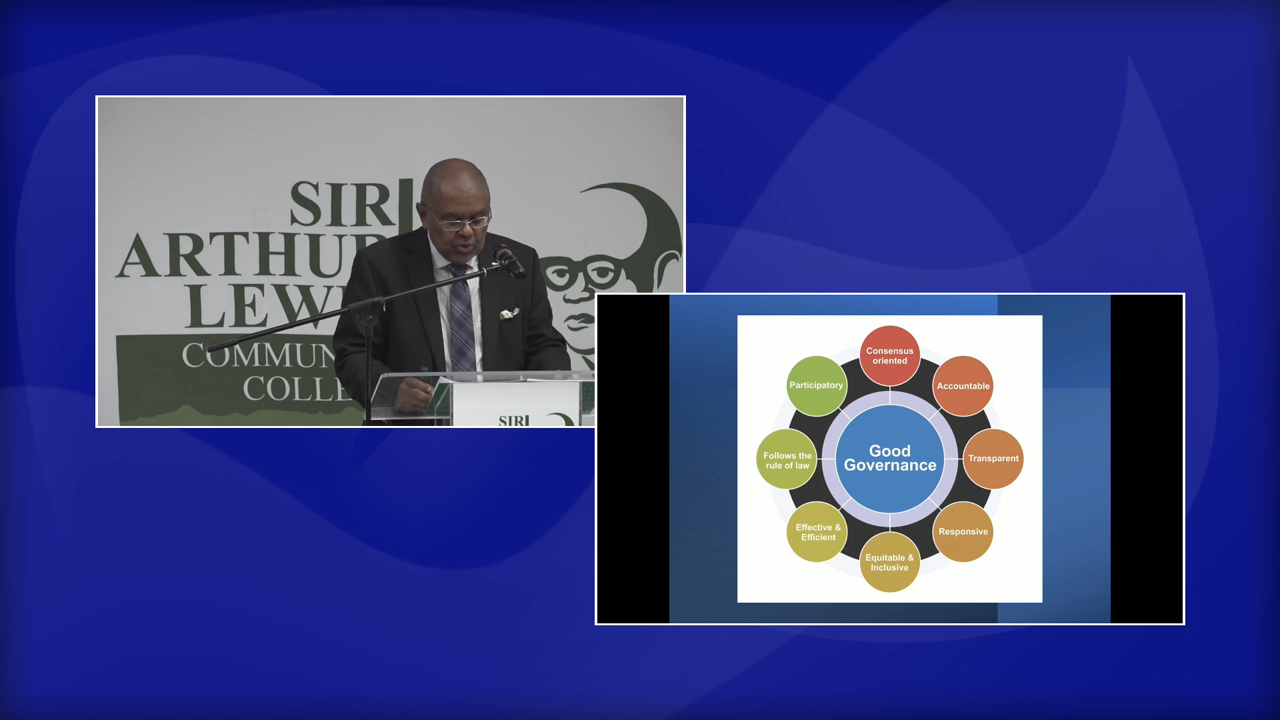 SIR
ARTHUR
LEW
COMMUN
COLLE
SIR
Good
Governance
Consensus
oriented
Accountable
Transparent
Responsive
Equitable &
Inclusive
Effective &
Efficient
Follows the
rule of law
Participatory